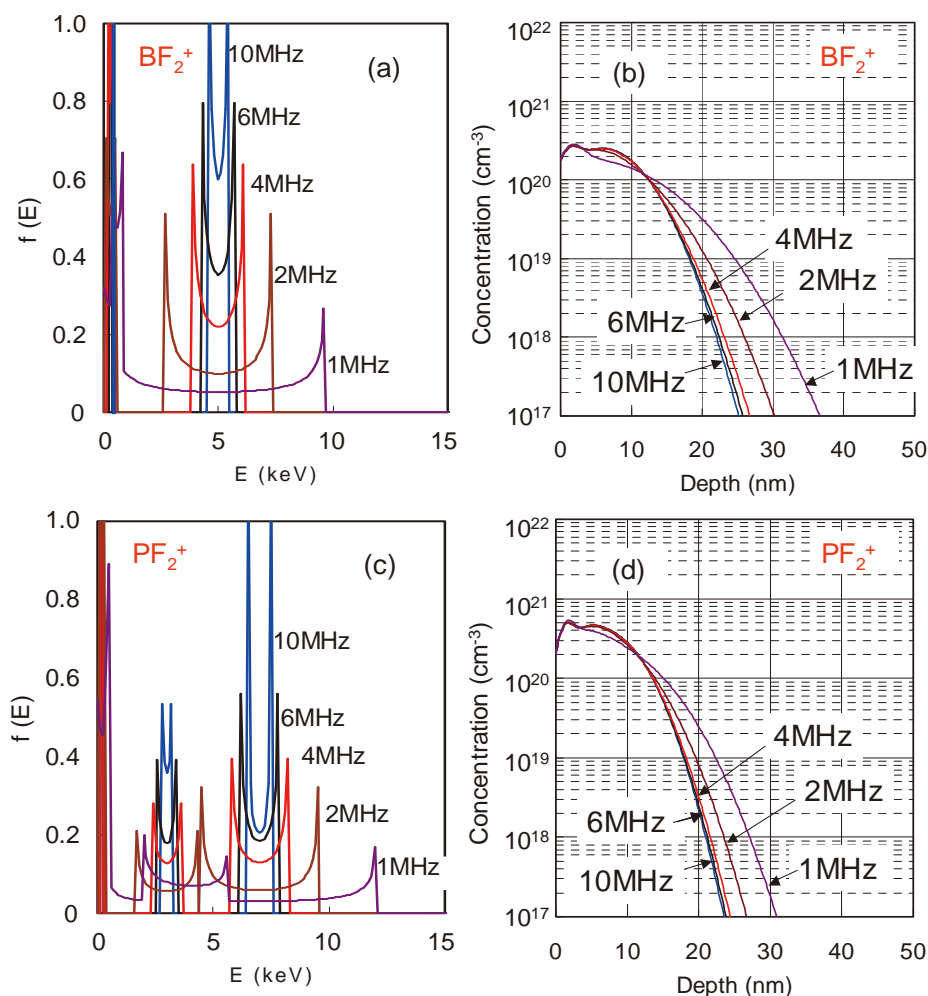 1.0
0.8
0.6
0.4
0.2
0
f (E)
BF2+
(a)
10MHz
6MHz
4MHz
2MHz
1MHz
0 5 10 15
E (keV)
10^22
10^21
10^20
10^19
10^18
10^17
Concentration (cm-3)
(b)
BF2+
4MHz
2MHz
6MHz
10MHz
1MHz
0 10 20 30 40 50
Depth (nm)
1.0
0.8
0.6
0.4
0.2
0
f (E)
PF2+
(c)
10MHz
6MHz
4MHz
2MHz
1MHz
0 5 10 15
E (keV)
10^22
10^21
10^20
10^19
10^18
10^17
Concentration (cm-3)
(d)
PF2+
4MHz
2MHz
6MHz
10MHz
1MHz
0 10 20 30 40 50
Depth (nm)